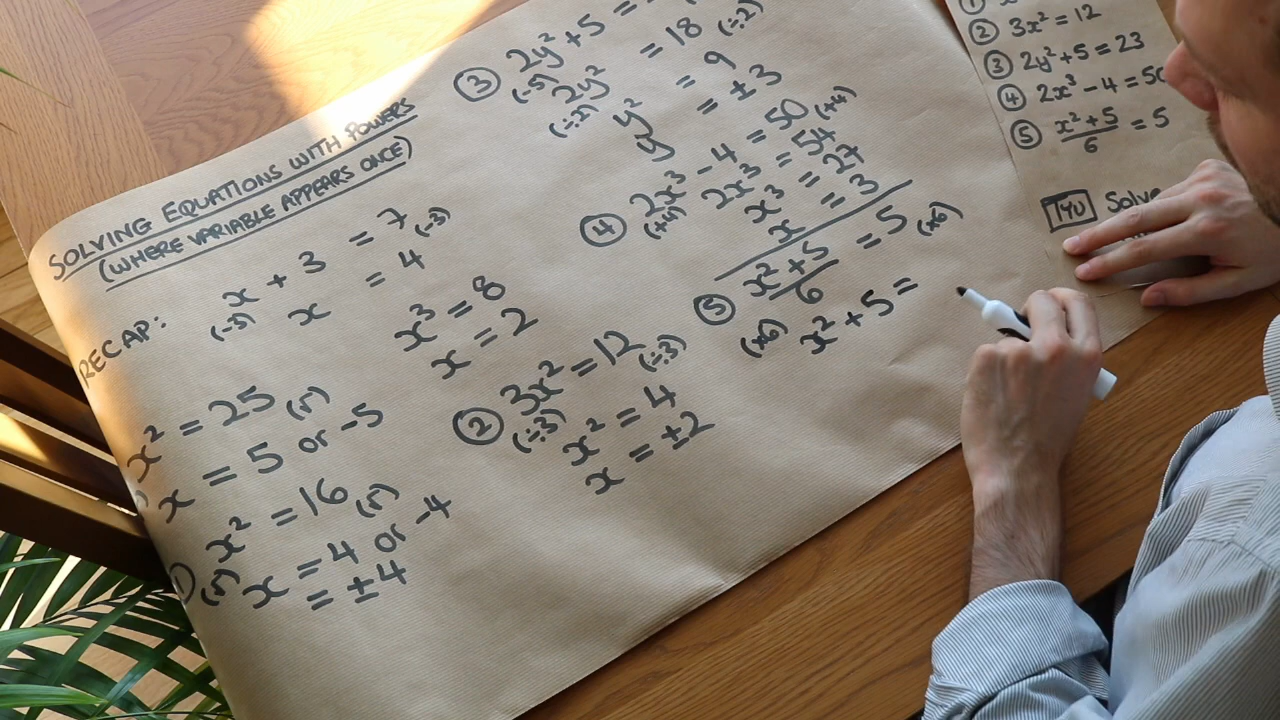 SOLVING EQUATIONS WITH POWERS
(WHERE VARIABLE APPEARS ONCE)
RECAP:
x + 3 = 7
(-3) (-3)
x = 4
x² = 25
(√)
x = 5 or -5
x³ = 8
x = 2
① x² = 16
(√) (√)
x = 4 or -4
= ±4
② 3x² = 12
(÷3) (÷3)
x² = 4
x = ±2
③ 2y² + 5 =
(-5)
2y² = 18
(÷2) (÷2)
y² = 9
y = ±3
④ 2x³ - 4 = 50
(+4) (+4)
2x³ = 54
x³ = 27
x = 3
⑤ x² + 5 / 6 = 5
(×6) (×6)
x² + 5 =
①
② 3x² = 12
③ 2y² + 5 = 23
④ 2x³ - 4 = 50
⑤ x² + 5 / 6 = 5
Solve